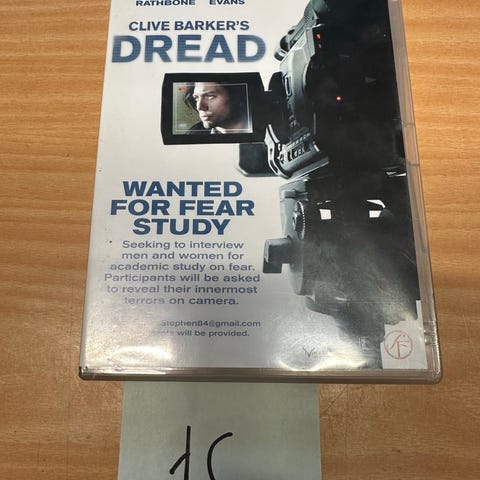 RATHBONE EVANS
CLIVE BARKER'S
DREAD
WANTED
FOR FEAR
STUDY
Seeking to interview
men and women for
academic study on fear.
Participants will be asked
to reveal their innermost
terrors on camera.
Stephen84@gmail.com
will be provided.